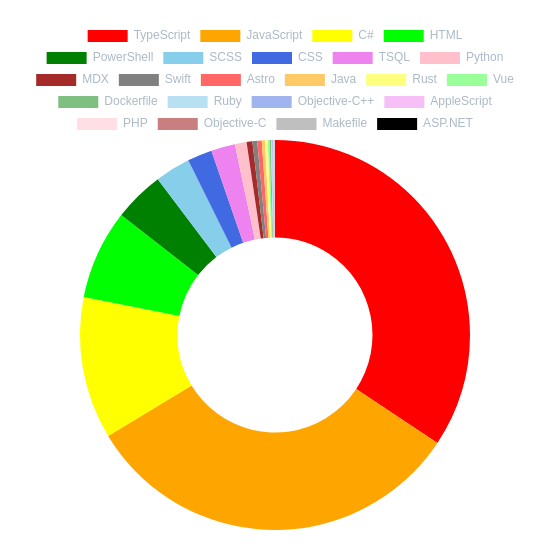 TypeScript JavaScript C# HTML
PowerShell SCSS CSS TSQL Python
MDX Swift Astro Java Rust Vue
Dockerfile Ruby Objective-C++ AppleScript
PHP Objective-C Makefile ASP.NET